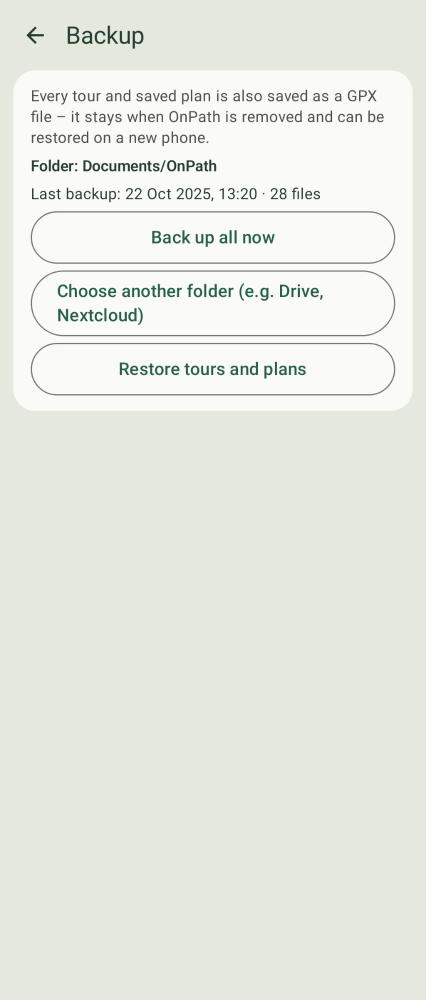 Backup
Every tour and saved plan is also saved as a GPX
file – it stays when OnPath is removed and can be
restored on a new phone.
Folder: Documents/OnPath
Last backup: 22 Oct 2025, 13:20 · 28 files
Back up all now
Choose another folder (e.g. Drive,
Nextcloud)
Restore tours and plans